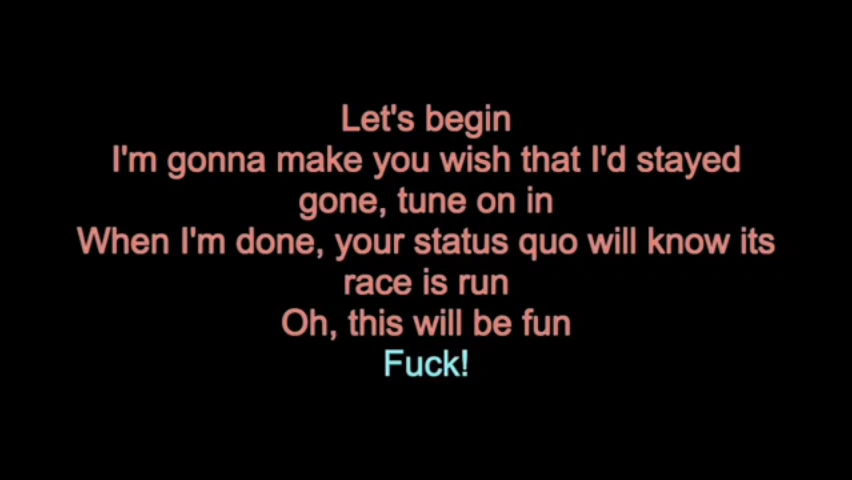 Let's begin
I'm gonna make you wish that I'd stayed
gone, tune on in
When I'm done, your status quo will know its
race is run
Oh, this will be fun
Fuck!